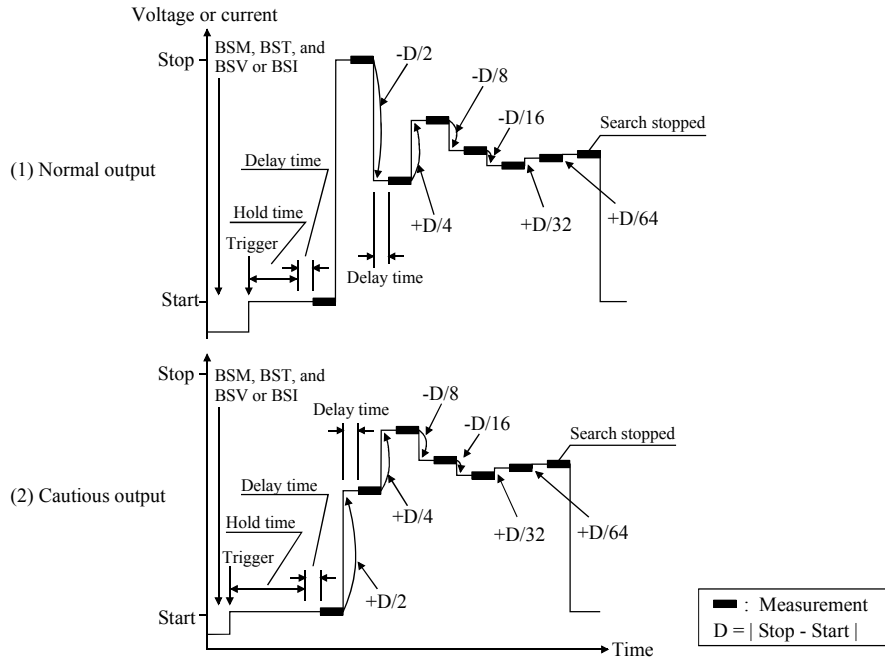 Voltage or current
Stop
BSM, BST, and
BSV or BSI
-D/2
-D/8
-D/16
Search stopped
(1) Normal output
Delay time
Hold time
Trigger
+D/4
+D/32
+D/64
Delay time
Start
Stop
BSM, BST, and
BSV or BSI
Delay time
-D/8
-D/16
Search stopped
(2) Cautious output
Delay time
Hold time
Trigger
+D/4
+D/32
+D/64
+D/2
Start
Time
: Measurement
D = | Stop - Start |